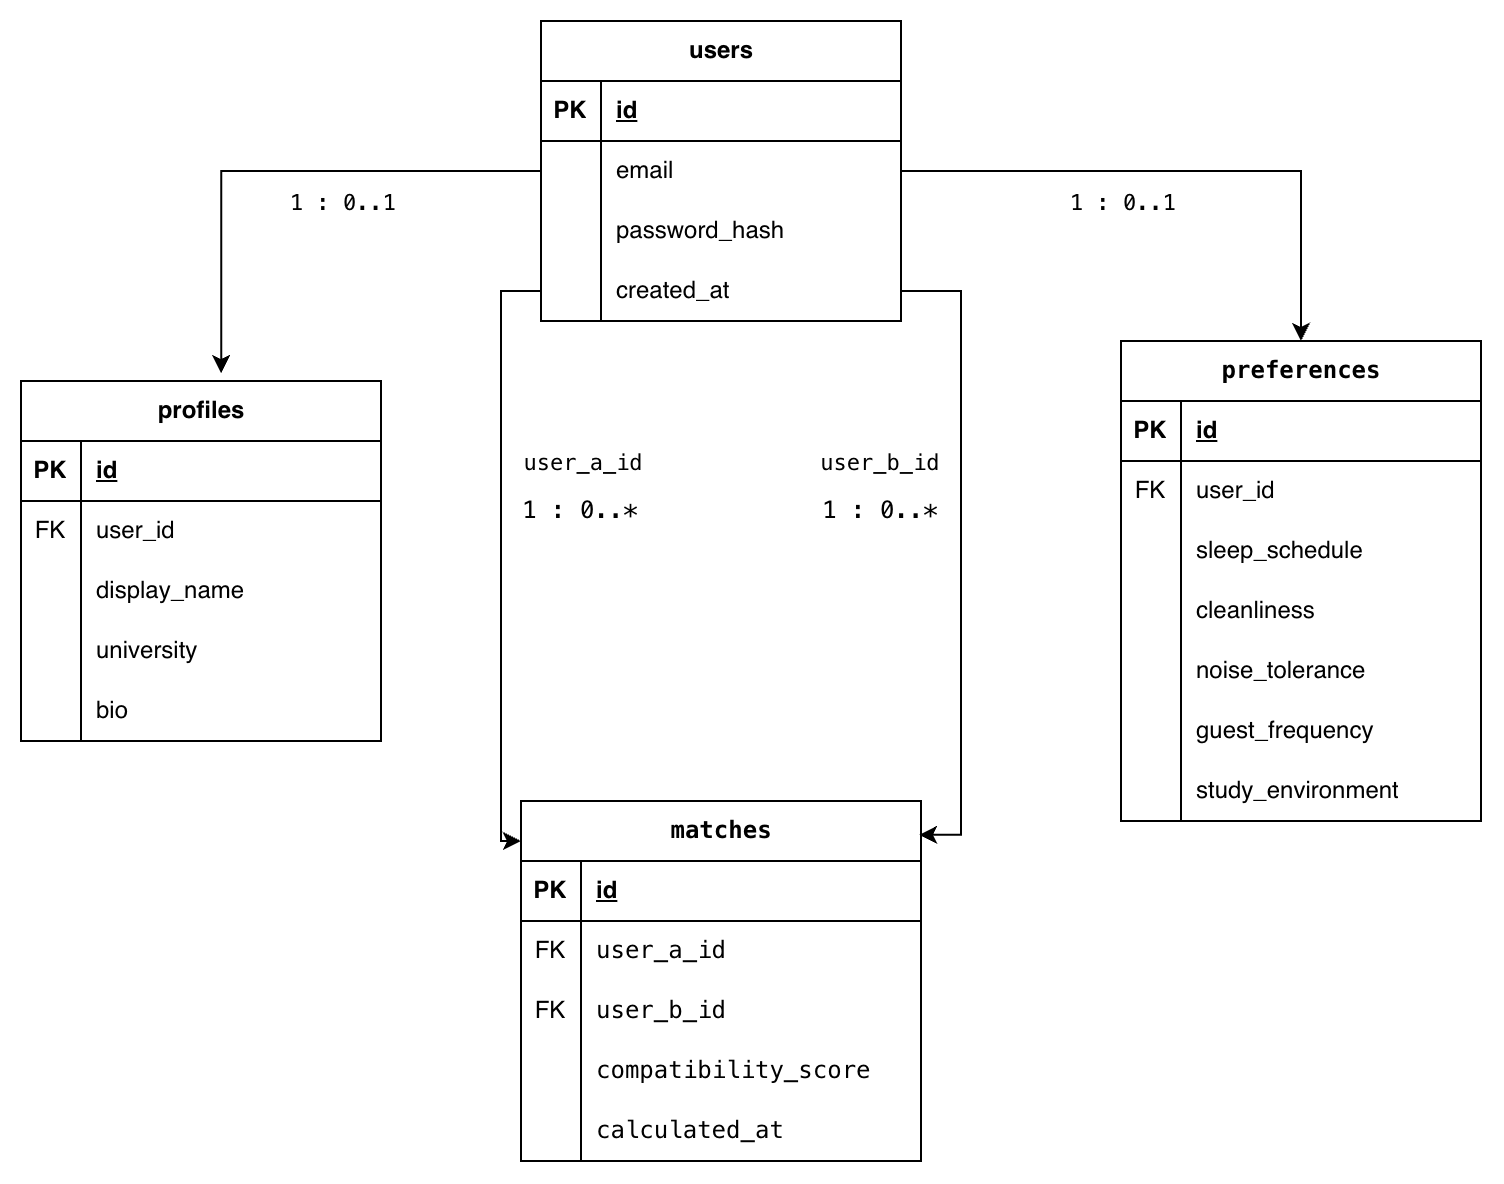 users
PK id
email
password_hash
created_at
1 : 0..1
1 : 0..1
profiles
PK id
FK user_id
display_name
university
bio
user_a_id
1 : 0..*
user_b_id
1 : 0..*
preferences
PK id
FK user_id
sleep_schedule
cleanliness
noise_tolerance
guest_frequency
study_environment
matches
PK id
FK user_a_id
FK user_b_id
compatibility_score
calculated_at